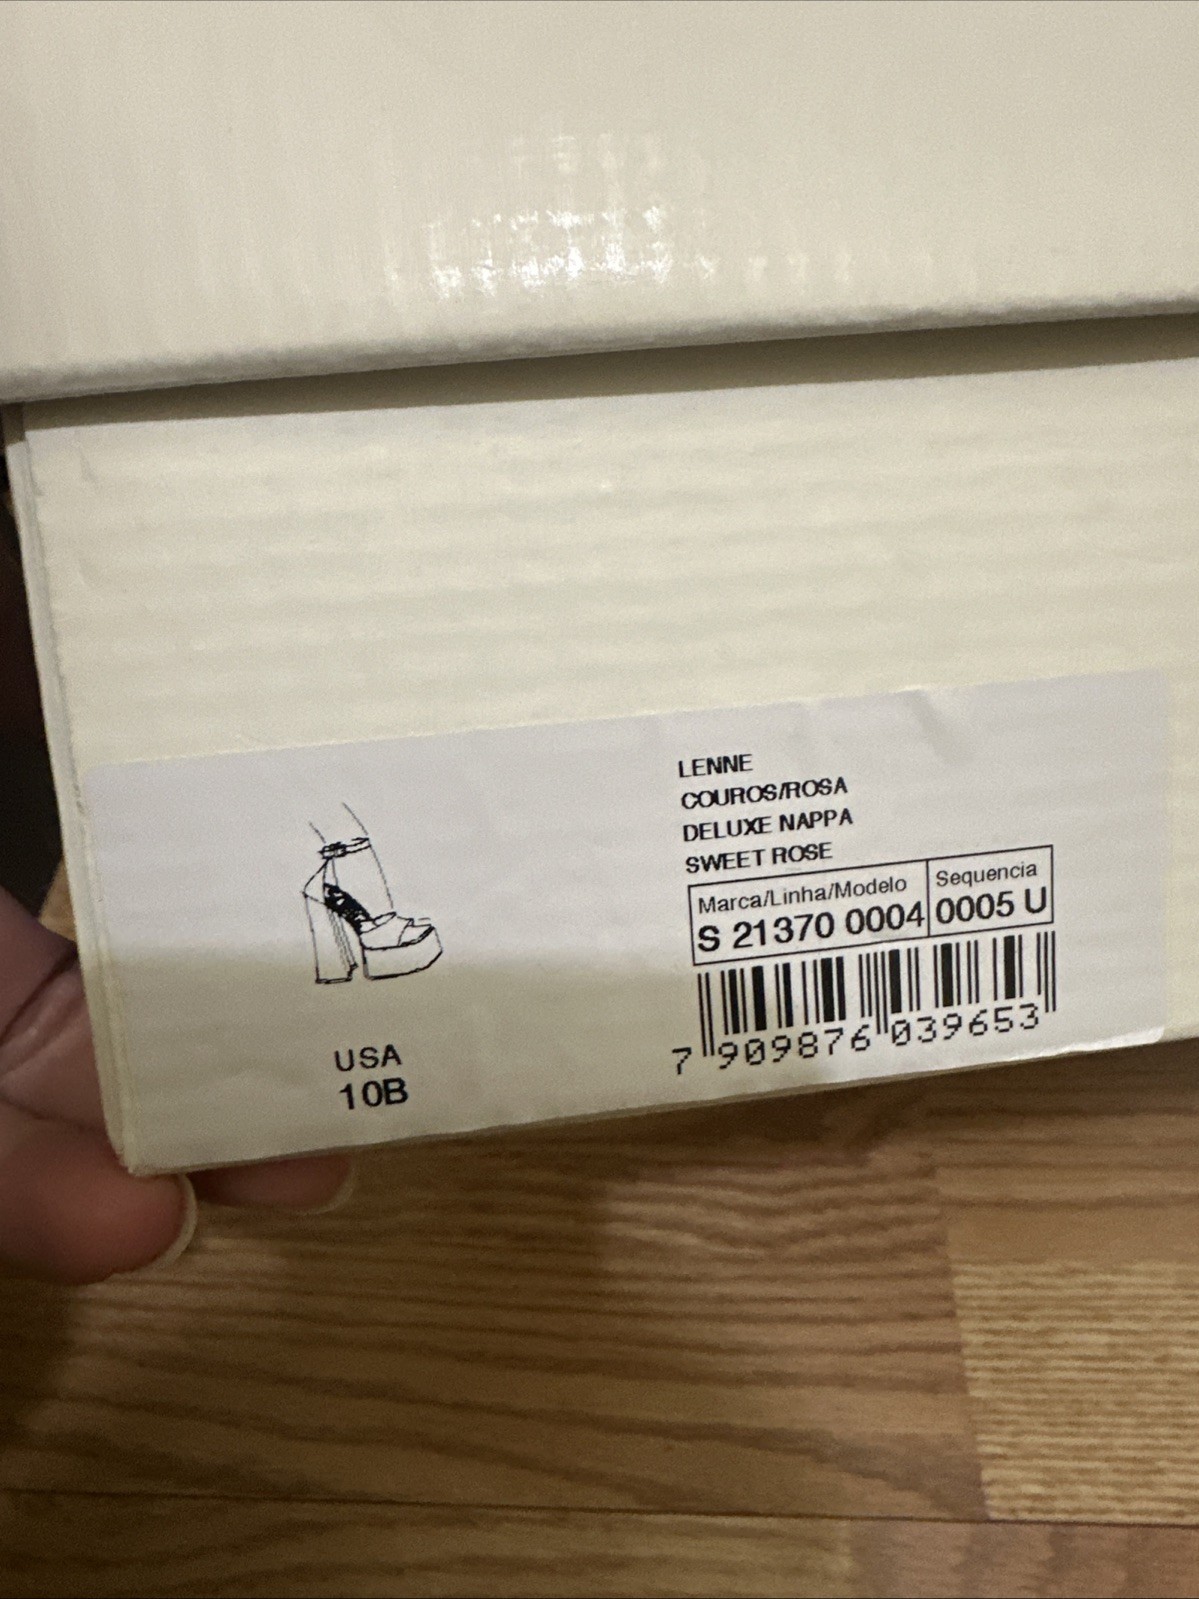 LENNE
COUROS/ROSA
DELUXE NAPPA
SWEET ROSE
Marca/Linha/Modelo Sequencia
S 21370 0004 0005 U
7 909876 039653
USA
10B